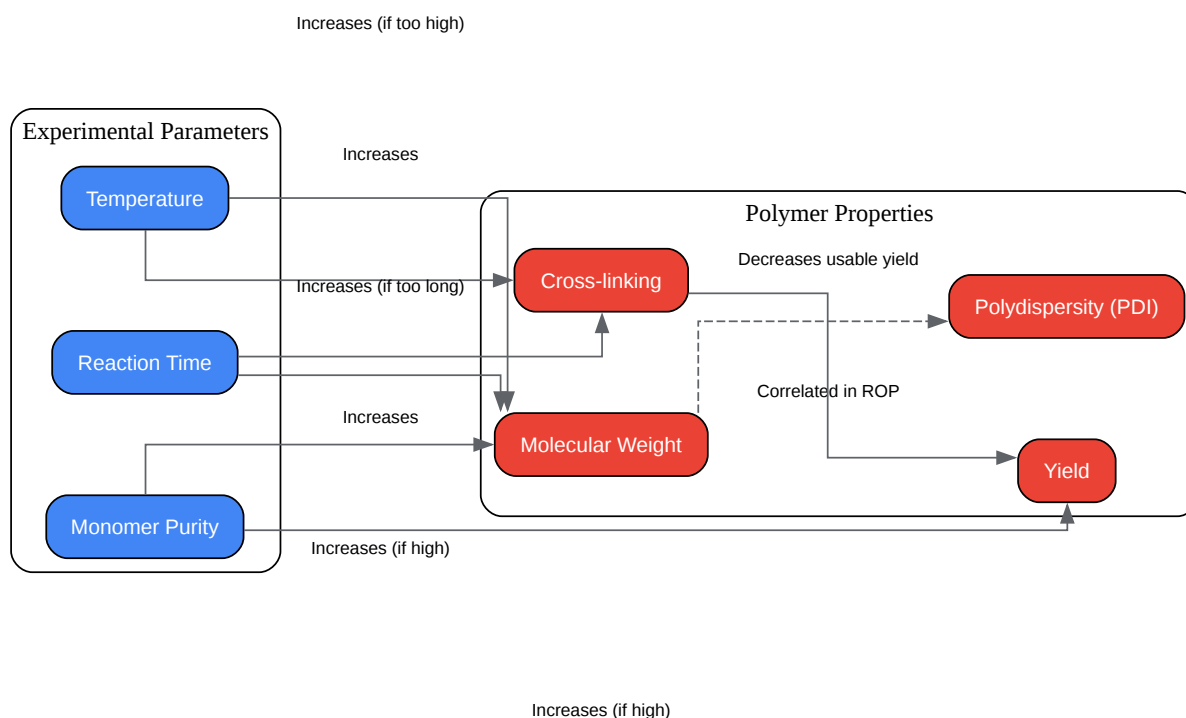 Increases (if too high)
Experimental Parameters
Increases
Temperature
Polymer Properties
Decreases usable yield
Cross-linking
Increases (if too long)
Polydispersity (PDI)
Reaction Time
Correlated in ROP
Increases
Molecular Weight
Yield
Monomer Purity
Increases (if high)
Increases (if high)